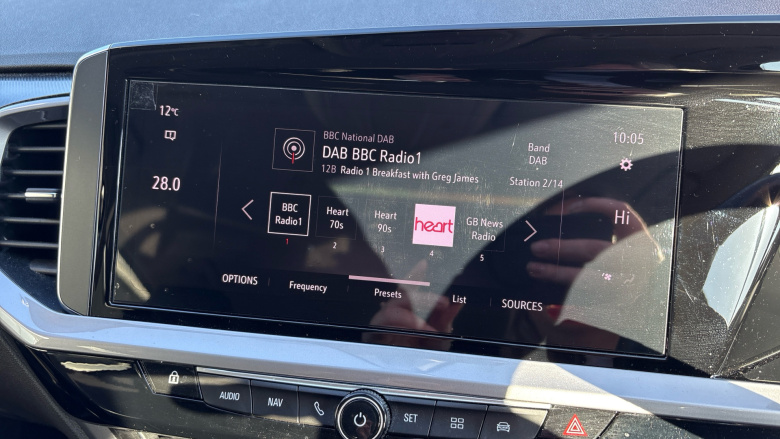 12°C
BBC National DAB
DAB BBC Radio1
12B Radio 1 Breakfast with Greg James
Band
DAB
Station 2/14
10:05
28.0
Hi
BBC
Radio1
1
Heart
70s
2
Heart
90s
3
heart
4
GB News
Radio
5
OPTIONS
Frequency
Presets
List
SOURCES
AUDIO
NAV
SET